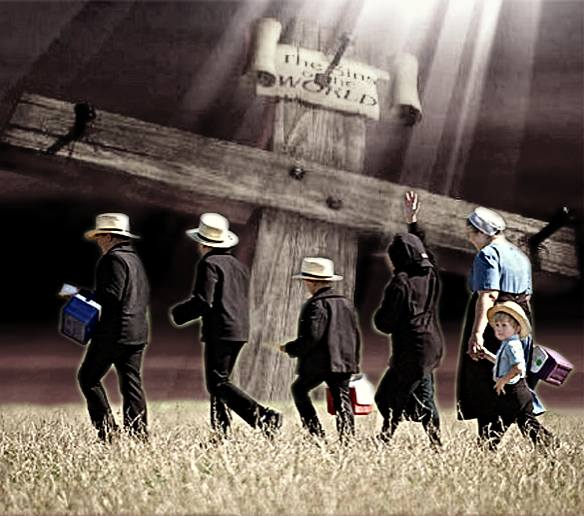 The Sins
of the
WORLD